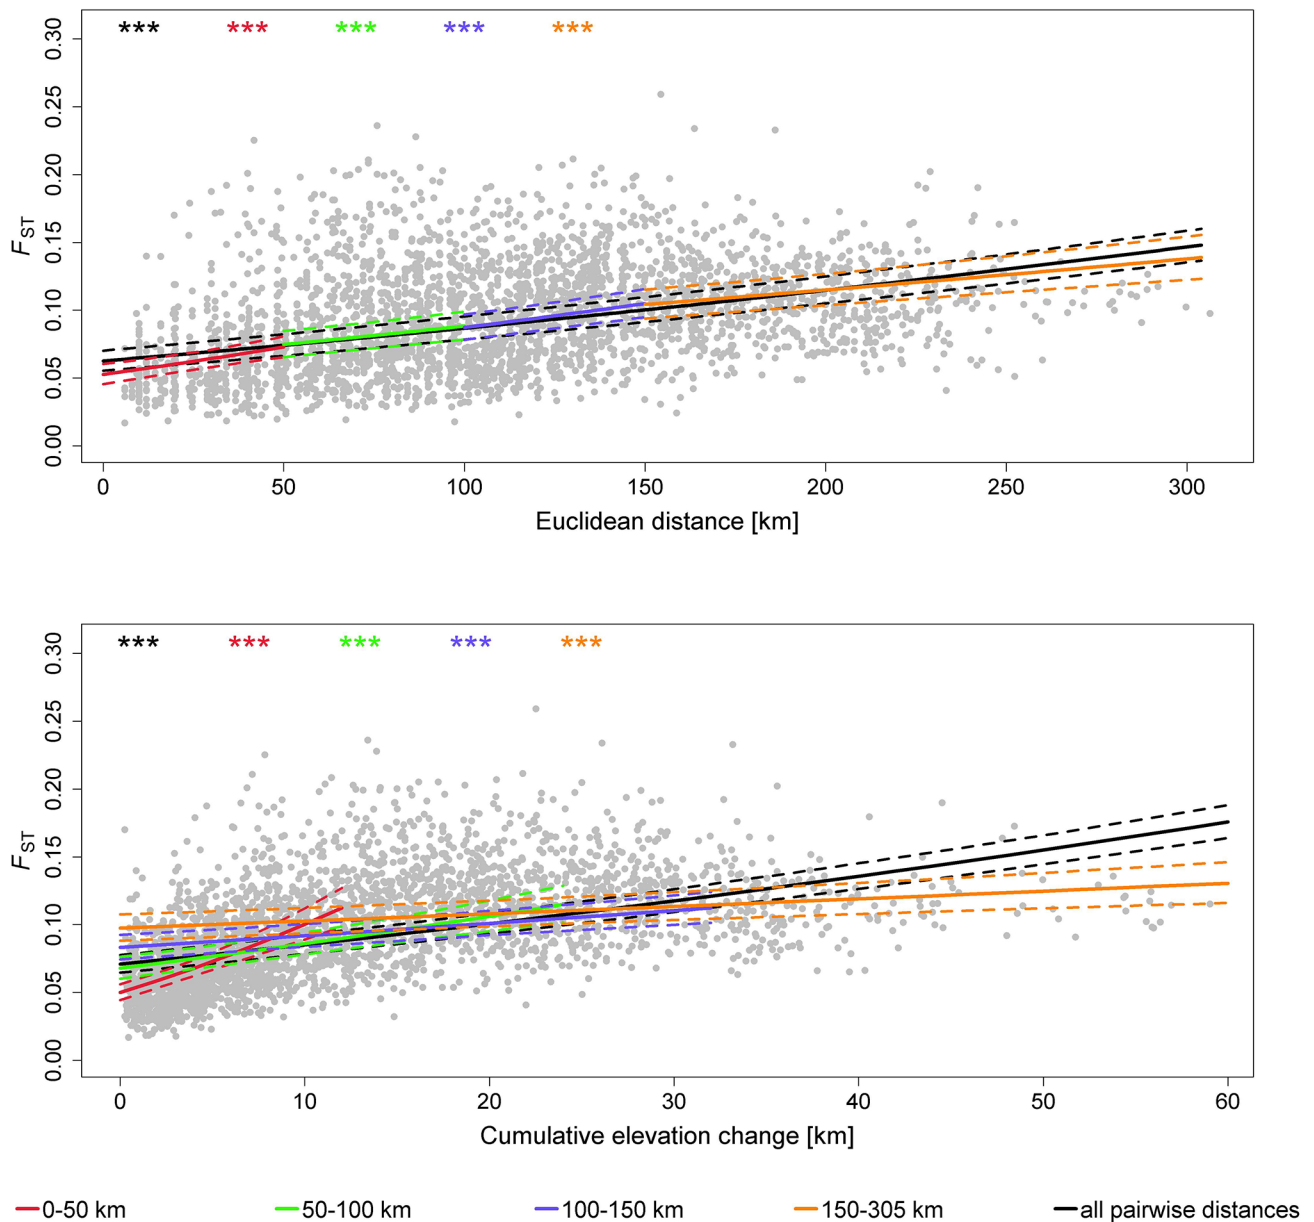 *** *** *** *** ***
0.30
0.25
0.20
0.15
0.10
0.05
0.00
FST
0 50 100 150 200 250 300
Euclidean distance [km]
*** *** *** *** ***
0.30
0.25
0.20
0.15
0.10
0.05
0.00
FST
0 10 20 30 40 50 60
Cumulative elevation change [km]
0-50 km 50-100 km 100-150 km 150-305 km all pairwise distances